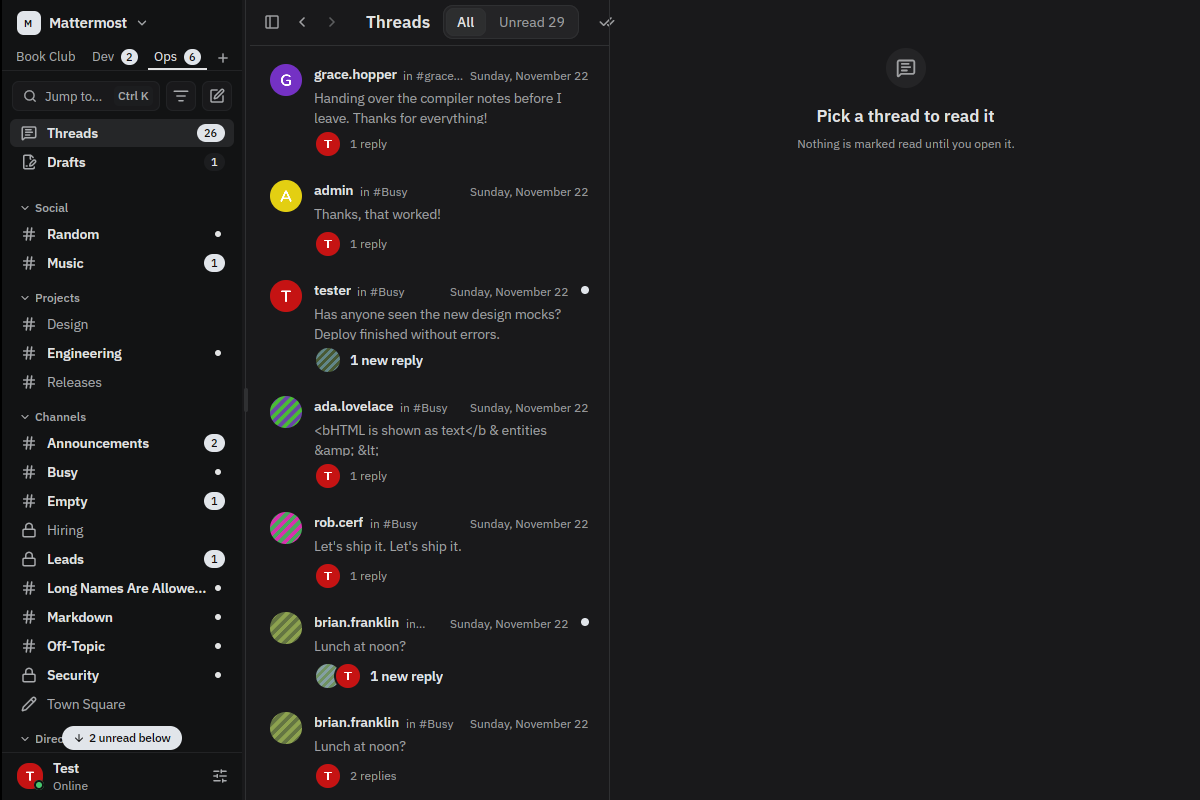 M Mattermost
Book Club Dev 2 Ops 6
Jump to... Ctrl K
Threads 26
Drafts 1
Social
Random
Music 1
Projects
Design
Engineering
Releases
Channels
Announcements 2
Busy
Empty 1
Hiring
Leads 1
Long Names Are Allowe...
Markdown
Off-Topic
Security
Town Square
Direc
2 unread below
T Test
Online
Threads All Unread 29
G grace.hopper in #grace... Sunday, November 22
Handing over the compiler notes before I
leave. Thanks for everything!
T 1 reply
A admin in #Busy Sunday, November 22
Thanks, that worked!
T 1 reply
T tester in #Busy Sunday, November 22
Has anyone seen the new design mocks?
Deploy finished without errors.
1 new reply
ada.lovelace in #Busy Sunday, November 22
<bHTML is shown as text</b & entities
&amp; &lt;
T 1 reply
rob.cerf in #Busy Sunday, November 22
Let's ship it. Let's ship it.
T 1 reply
brian.franklin in... Sunday, November 22
Lunch at noon?
T 1 new reply
brian.franklin in #Busy Sunday, November 22
Lunch at noon?
T 2 replies
Pick a thread to read it
Nothing is marked read until you open it.